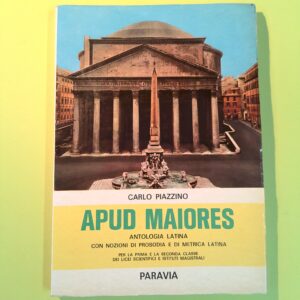 CARLO PIAZZINO
APUD MAIORES
ANTOLOGIA LATINA
CON NOZIONI DI PROSODIA E DI METRICA LATINA
PER LA PRIMA E LA SECONDA CLASSE
DEI LICEI SCIENTIFICI E ISTITUTI MAGISTRALI
PARAVIA